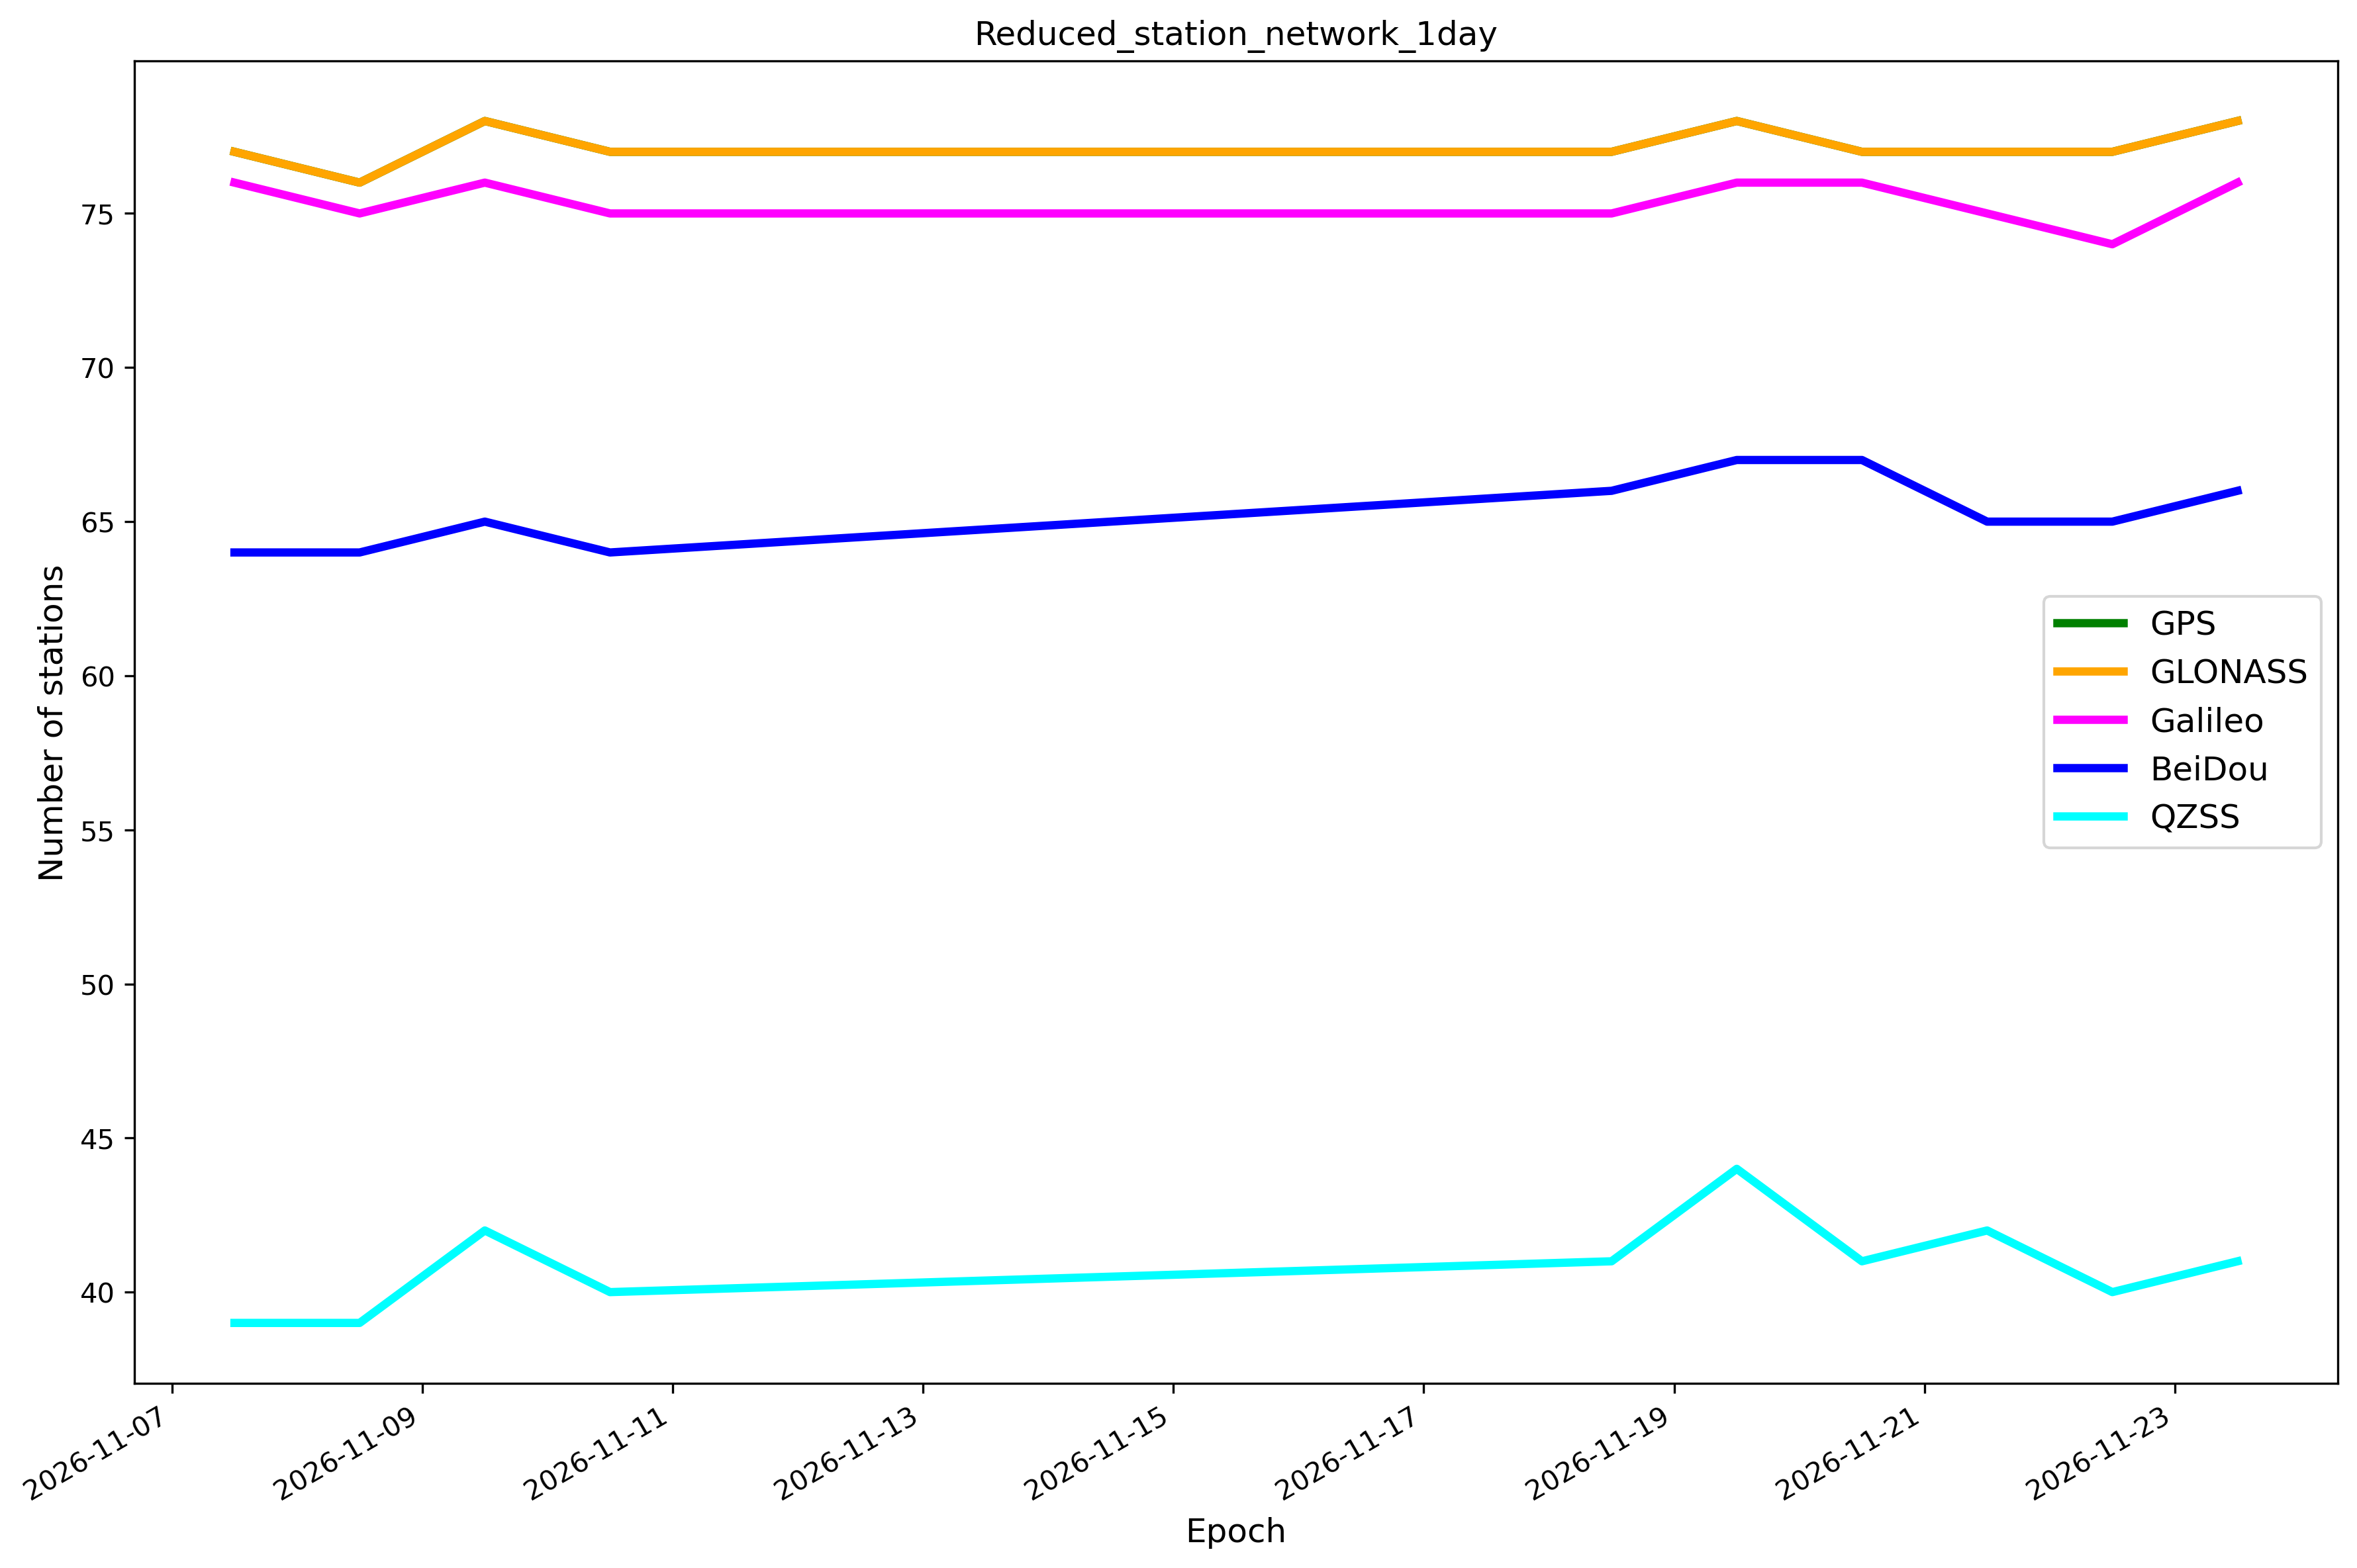 Reduced_station_network_1day
Number of stations
75
70
65
60
55
50
45
40
GPS
GLONASS
Galileo
BeiDou
QZSS
2026-11-07
2026-11-09
2026-11-11
2026-11-13
2026-11-15
2026-11-17
2026-11-19
2026-11-21
2026-11-23
Epoch